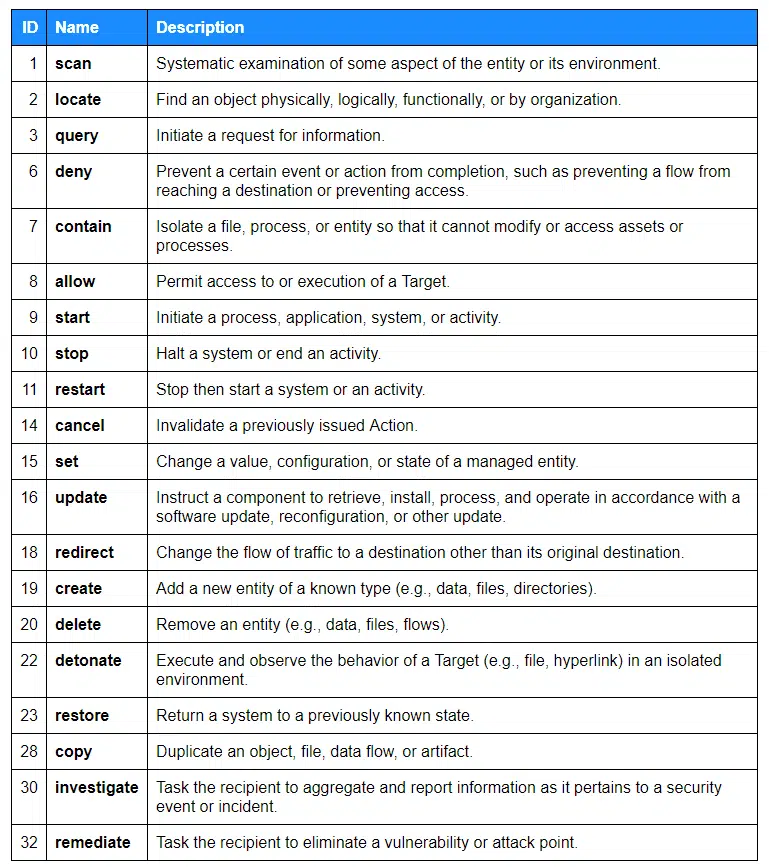 ID Name Description
1 scan Systematic examination of some aspect of the entity or its environment.
2 locate Find an object physically, logically, functionally, or by organization.
3 query Initiate a request for information.
6 deny Prevent a certain event or action from completion, such as preventing a flow from
reaching a destination or preventing access.
7 contain Isolate a file, process, or entity so that it cannot modify or access assets or
processes.
8 allow Permit access to or execution of a Target.
9 start Initiate a process, application, system, or activity.
10 stop Halt a system or end an activity.
11 restart Stop then start a system or an activity.
14 cancel Invalidate a previously issued Action.
15 set Change a value, configuration, or state of a managed entity.
16 update Instruct a component to retrieve, install, process, and operate in accordance with a
software update, reconfiguration, or other update.
18 redirect Change the flow of traffic to a destination other than its original destination.
19 create Add a new entity of a known type (e.g., data, files, directories).
20 delete Remove an entity (e.g., data, files, flows).
22 detonate Execute and observe the behavior of a Target (e.g., file, hyperlink) in an isolated
environment.
23 restore Return a system to a previously known state.
28 copy Duplicate an object, file, data flow, or artifact.
30 investigate Task the recipient to aggregate and report information as it pertains to a security
event or incident.
32 remediate Task the recipient to eliminate a vulnerability or attack point.